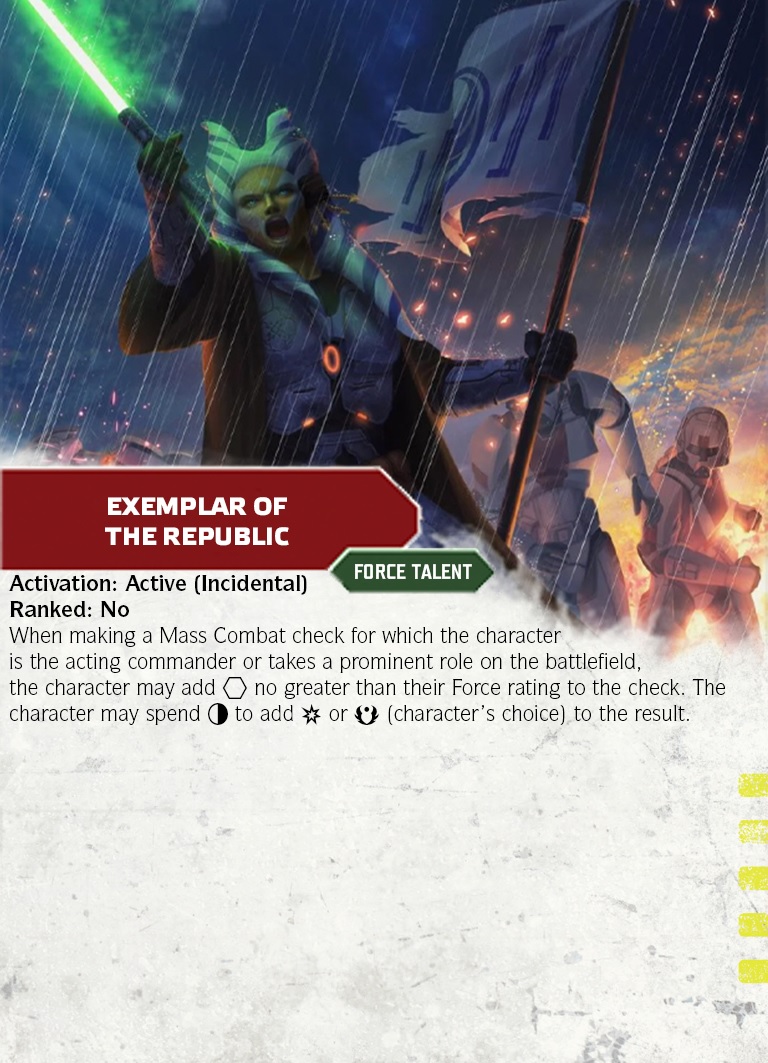 EXEMPLAR OF
THE REPUBLIC
FORCE TALENT
Activation: Active (Incidental)
Ranked: No
When making a Mass Combat check for which the character
is the acting commander or takes a prominent role on the battlefield,
the character may add no greater than their Force rating to the check. The
character may spend to add or (character's choice) to the result.